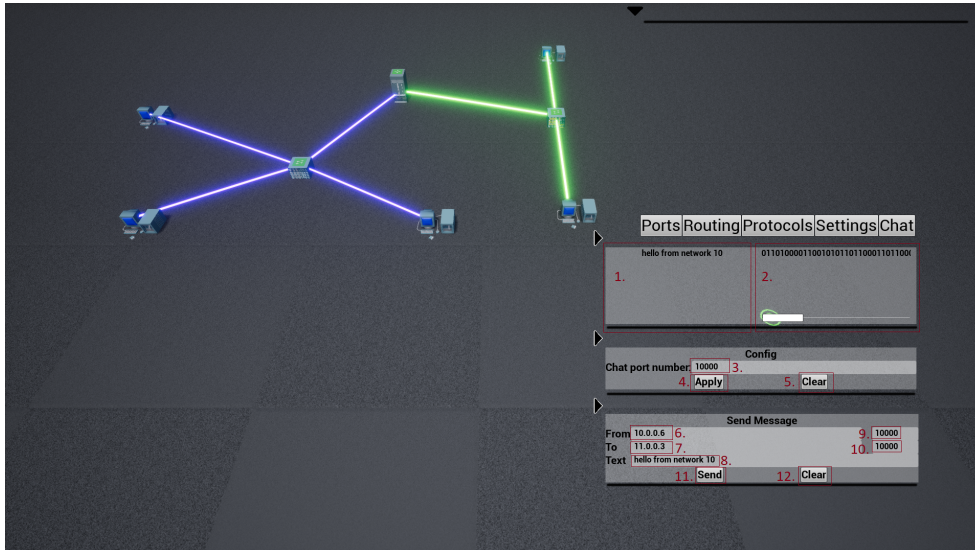 Ports Routing Protocols Settings Chat
hello from network 10
1.
2.
Config
Chat port number: 10000 3.
4. Apply 5. Clear
Send Message
From 10.0.0.6 6. 9. 10000
To 11.0.0.3 7. 10. 10000
Text hello from network 10 8.
11. Send 12. Clear